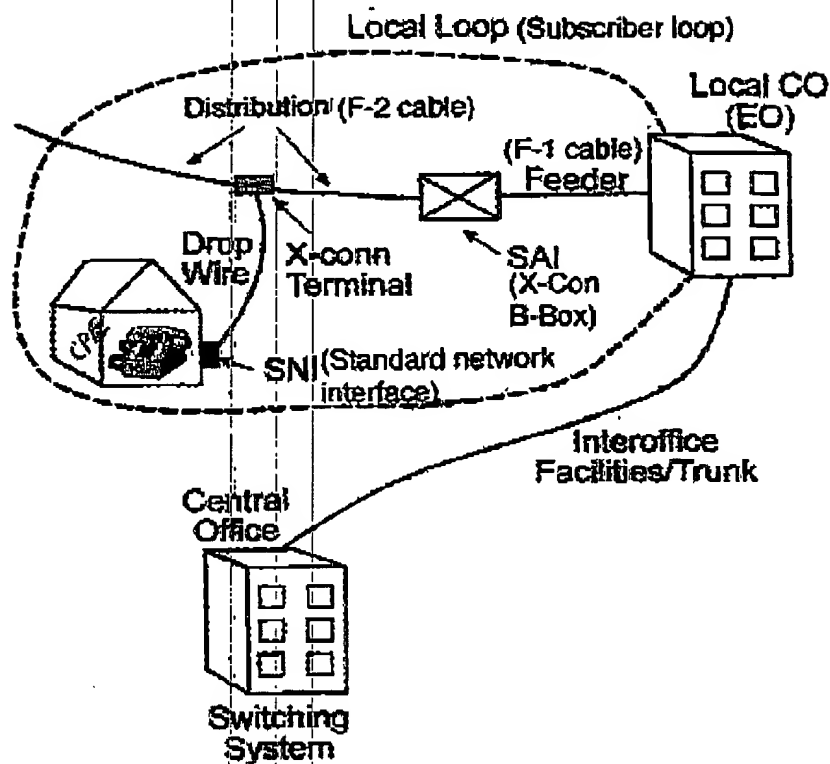 Local Loop (Subscriber loop)
Local CO
(EO)
Distribution (F-2 cable)
(F-1 cable)
Feeder
Drop
Wire
X-conn
Terminal
SAI
(X-Con
B-Box)
CPE
SNI (Standard network
interface)
Interoffice
Facilities/Trunk
Central
Office
Switching
System